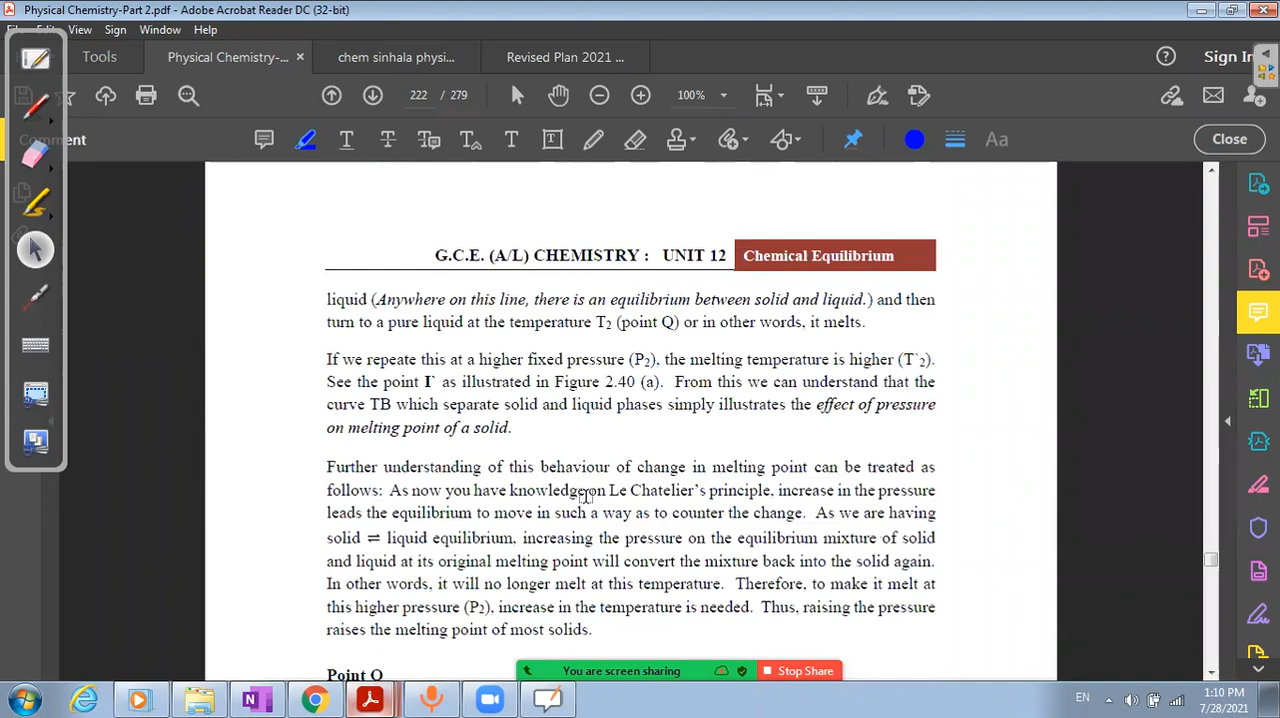 Physical Chemistry-Part 2.pdf - Adobe Acrobat Reader DC (32-bit)
View Sign Window Help
Tools
Physical Chemistry-... ×
chem sinhala physi...
Revised Plan 2021 ...
Sign In
222 / 279
100%
Comment
Aa
Close
G.C.E. (A/L) CHEMISTRY : UNIT 12 Chemical Equilibrium
liquid (Anywhere on this line, there is an equilibrium between solid and liquid.) and then
turn to a pure liquid at the temperature T2 (point Q) or in other words, it melts.
If we repeate this at a higher fixed pressure (P2), the melting temperature is higher (T`2).
See the point I` as illustrated in Figure 2.40 (a). From this we can understand that the
curve TB which separate solid and liquid phases simply illustrates the effect of pressure
on melting point of a solid.
Further understanding of this behaviour of change in melting point can be treated as
follows: As now you have knowledge on Le Chatelier's principle, increase in the pressure
leads the equilibrium to move in such a way as to counter the change. As we are having
solid ⇌ liquid equilibrium, increasing the pressure on the equilibrium mixture of solid
and liquid at its original melting point will convert the mixture back into the solid again.
In other words, it will no longer melt at this temperature. Therefore, to make it melt at
this higher pressure (P2), increase in the temperature is needed. Thus, raising the pressure
raises the melting point of most solids.
Point O
You are screen sharing
Stop Share
EN
1:10 PM
7/28/2021